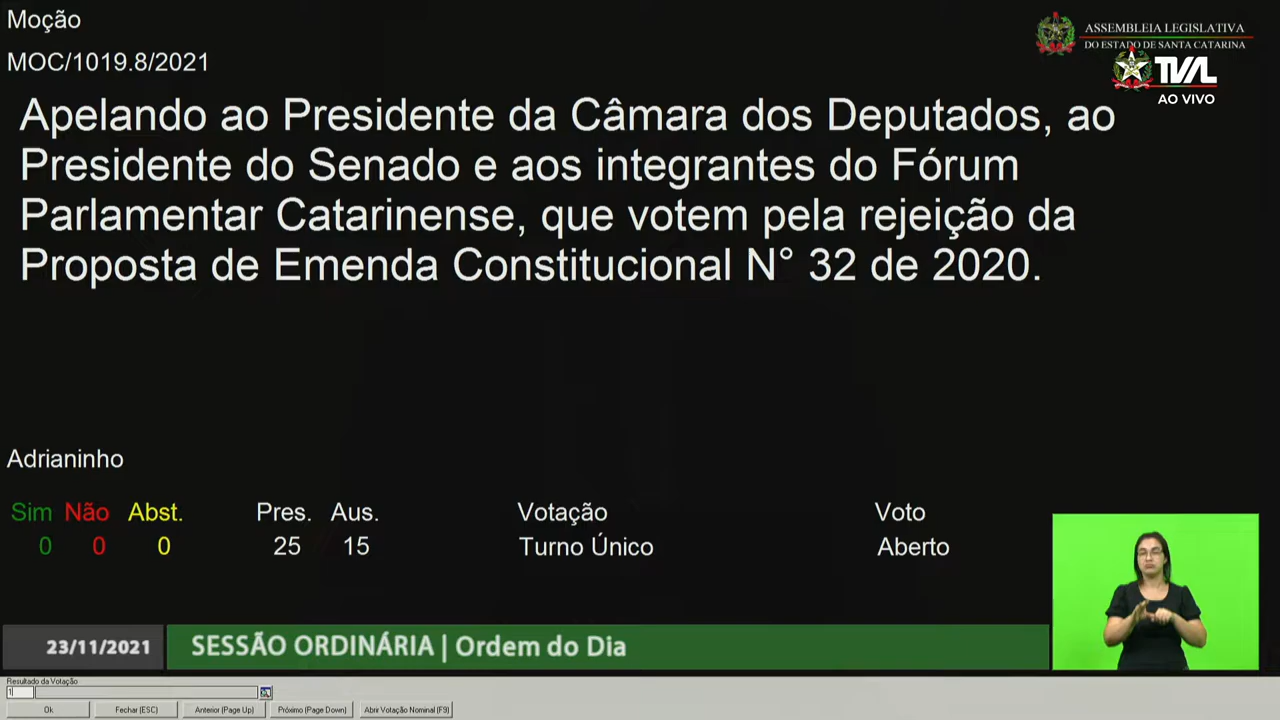 Moção
MOC/1019.8/2021
ASSEMBLEIA LEGISLATIVA
DO ESTADO DE SANTA CATARINA
TVAL
AO VIVO
Apelando ao Presidente da Câmara dos Deputados, ao
Presidente do Senado e aos integrantes do Fórum
Parlamentar Catarinense, que votem pela rejeição da
Proposta de Emenda Constitucional N° 32 de 2020.
Adrianinho
Sim Não Abst. Pres. Aus. Votação Voto
0 0 0 25 15 Turno Único Aberto
23/11/2021 SESSÃO ORDINÁRIA | Ordem do Dia
Resultado da Votação
1
Ok Fechar (ESC) Anterior (Page Up) Próximo (Page Down) Abrir Votação Nominal (F9)